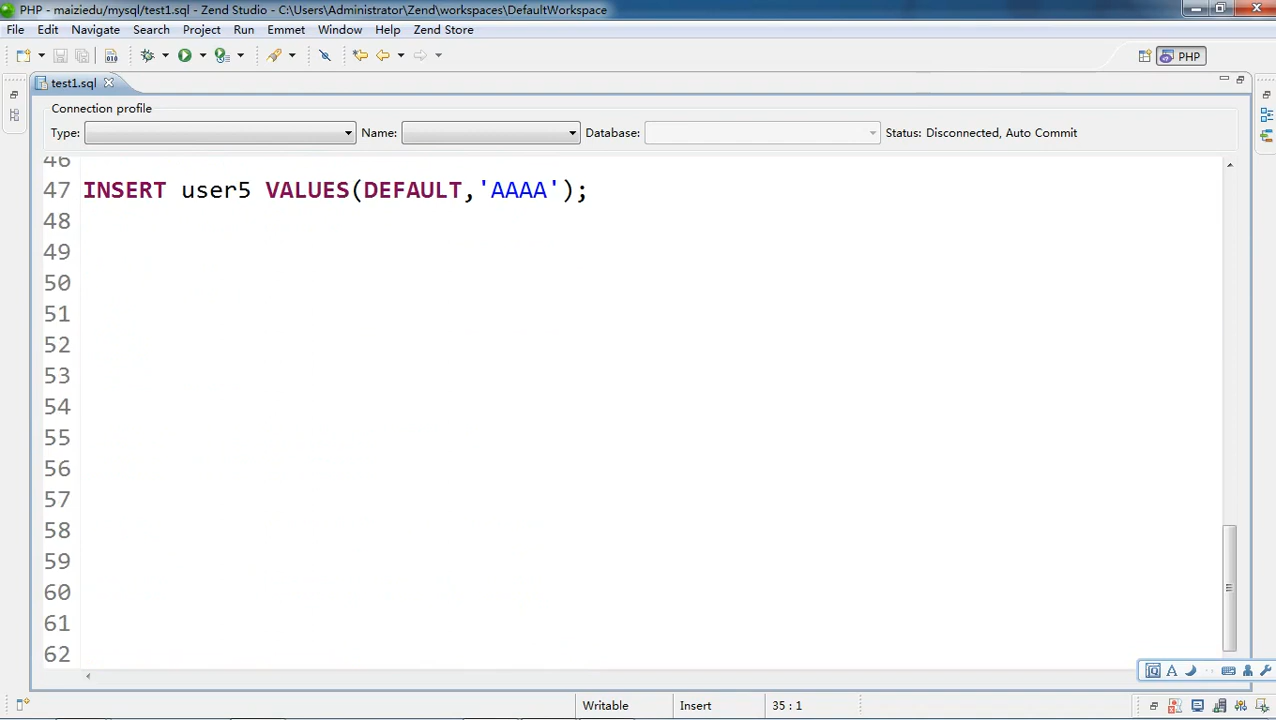 PHP - maiziedu/mysql/test1.sql - Zend Studio - C:\Users\Administrator\Zend\workspaces\DefaultWorkspace
File Edit Navigate Search Project Run Emmet Window Help Zend Store
PHP
test1.sql
Connection profile
Type: Name: Database: Status: Disconnected, Auto Commit
46
47 INSERT user5 VALUES(DEFAULT,'AAAA');
48
49
50
51
52
53
54
55
56
57
58
59
60
61
62
Writable Insert 35 : 1